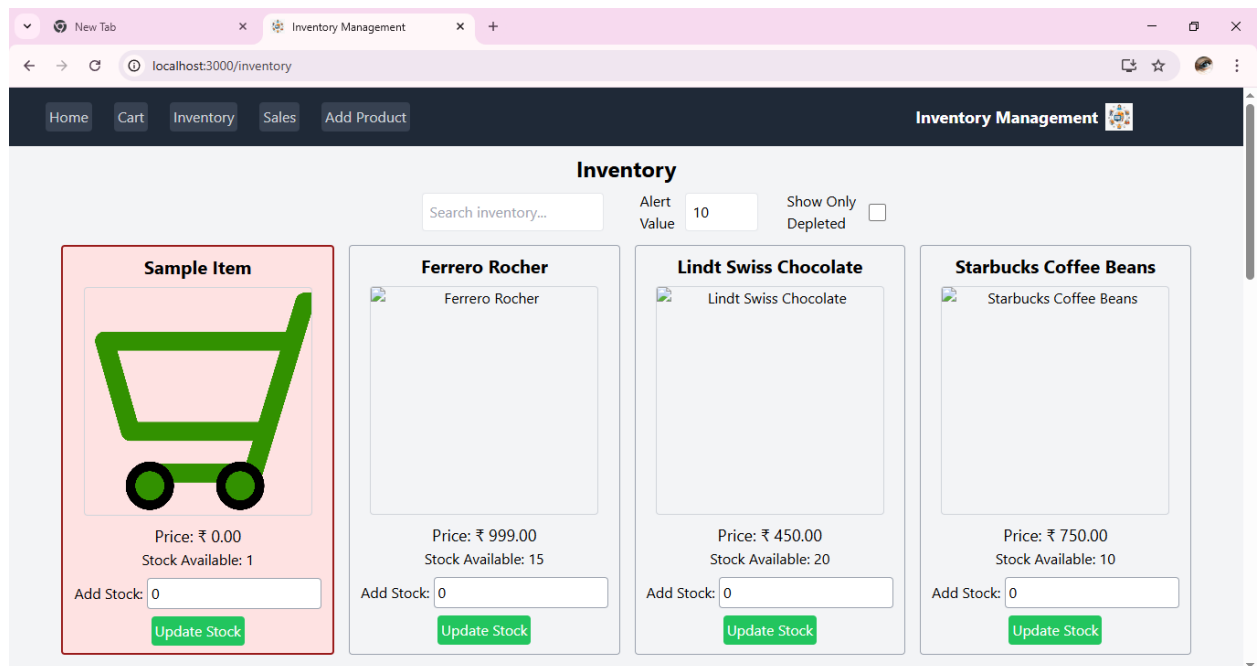 New Tab
Inventory Management
localhost:3000/inventory
Home Cart Inventory Sales Add Product Inventory Management
Inventory
Search inventory...
Alert Value
10
Show Only Depleted
Sample Item
Price: ₹ 0.00
Stock Available: 1
Add Stock: 0
Update Stock
Ferrero Rocher
Ferrero Rocher
Price: ₹ 999.00
Stock Available: 15
Add Stock: 0
Update Stock
Lindt Swiss Chocolate
Lindt Swiss Chocolate
Price: ₹ 450.00
Stock Available: 20
Add Stock: 0
Update Stock
Starbucks Coffee Beans
Starbucks Coffee Beans
Price: ₹ 750.00
Stock Available: 10
Add Stock: 0
Update Stock